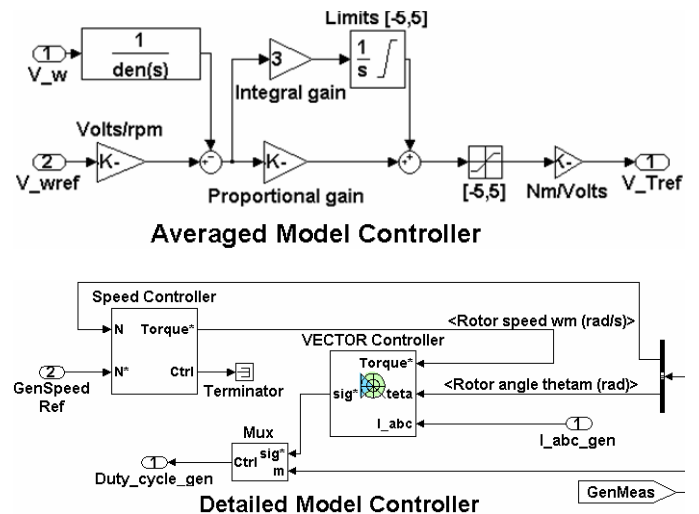 Limits [-5,5]
1
V_w
1
den(s)
3
1
s
Integral gain
Volts/rpm
2
V_wref
K-
+
-
K-
Proportional gain
+
+
[-5,5]
K-
Nm/Volts
1
V_Tref
Averaged Model Controller
Speed Controller
N
Torque*
<Rotor speed wm (rad/s)>
VECTOR Controller
2
GenSpeed
Ref
N*
Ctrl
Terminator
Torque*
sig*
teta
<Rotor angle thetam (rad)>
I_abc
1
I_abc_gen
Mux
1
Duty_cycle_gen
Ctrl
sig*
m
GenMeas
Detailed Model Controller